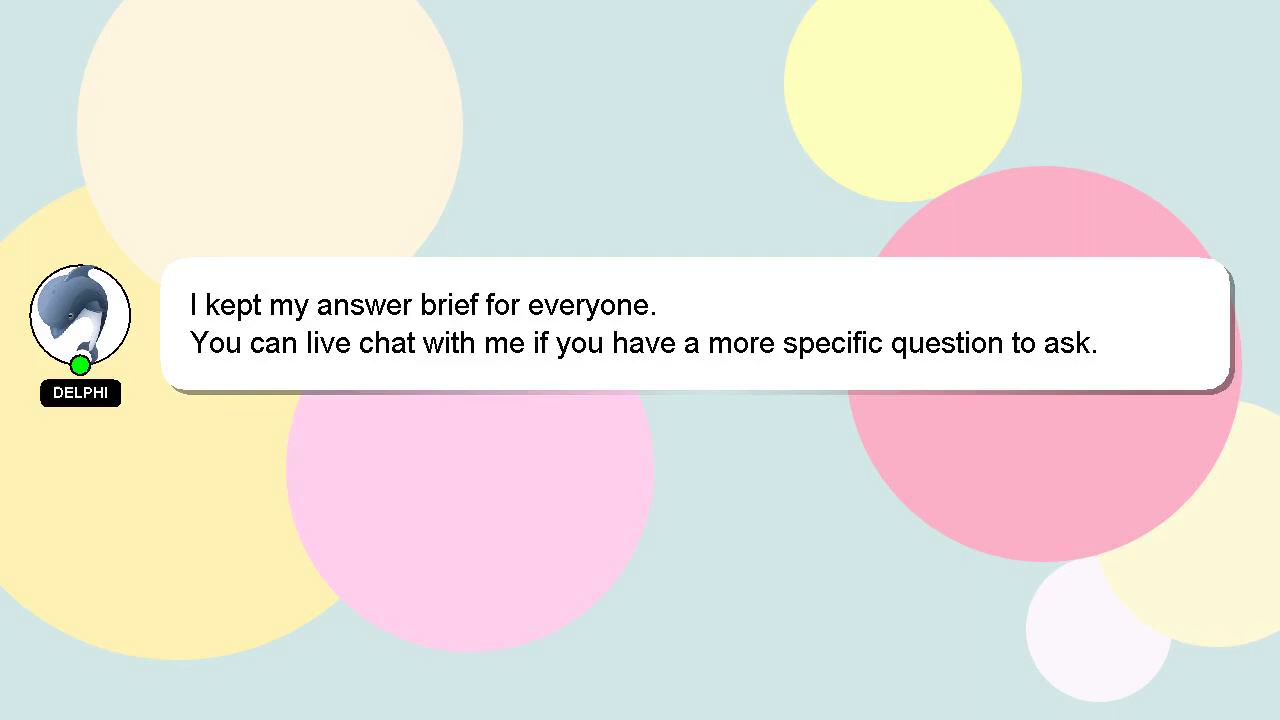 I kept my answer brief for everyone.
You can live chat with me if you have a more specific question to ask.
DELPHI